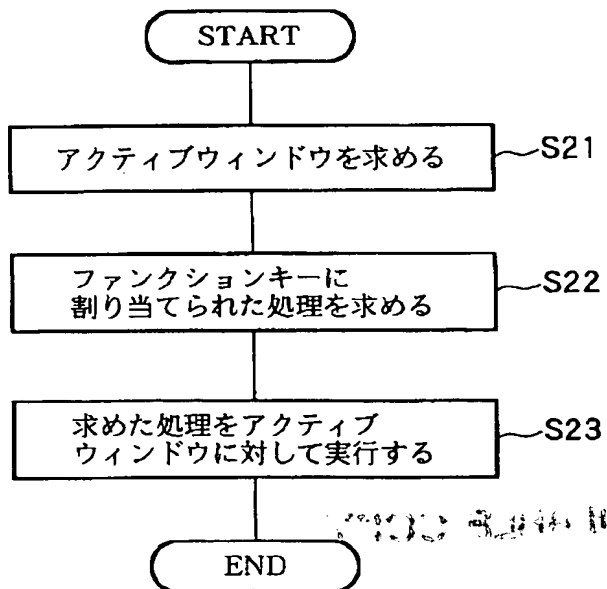 START
アクティブウィンドウを求める
S21
ファンクションキーに
割り当てられた処理を求める
S22
求めた処理をアクティブ
ウィンドウに対して実行する
S23
END